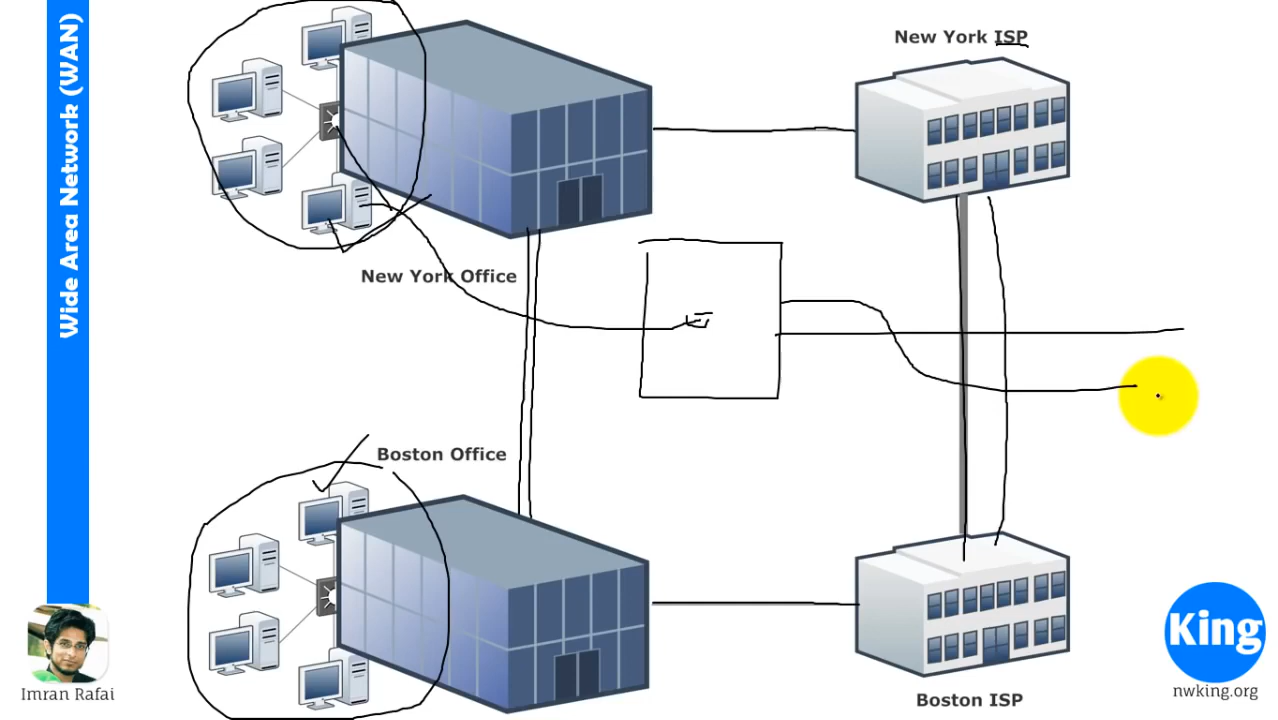 Wide Area Network (WAN)
New York ISP
New York Office
Boston Office
Boston ISP
Imran Rafai
King
nwking.org